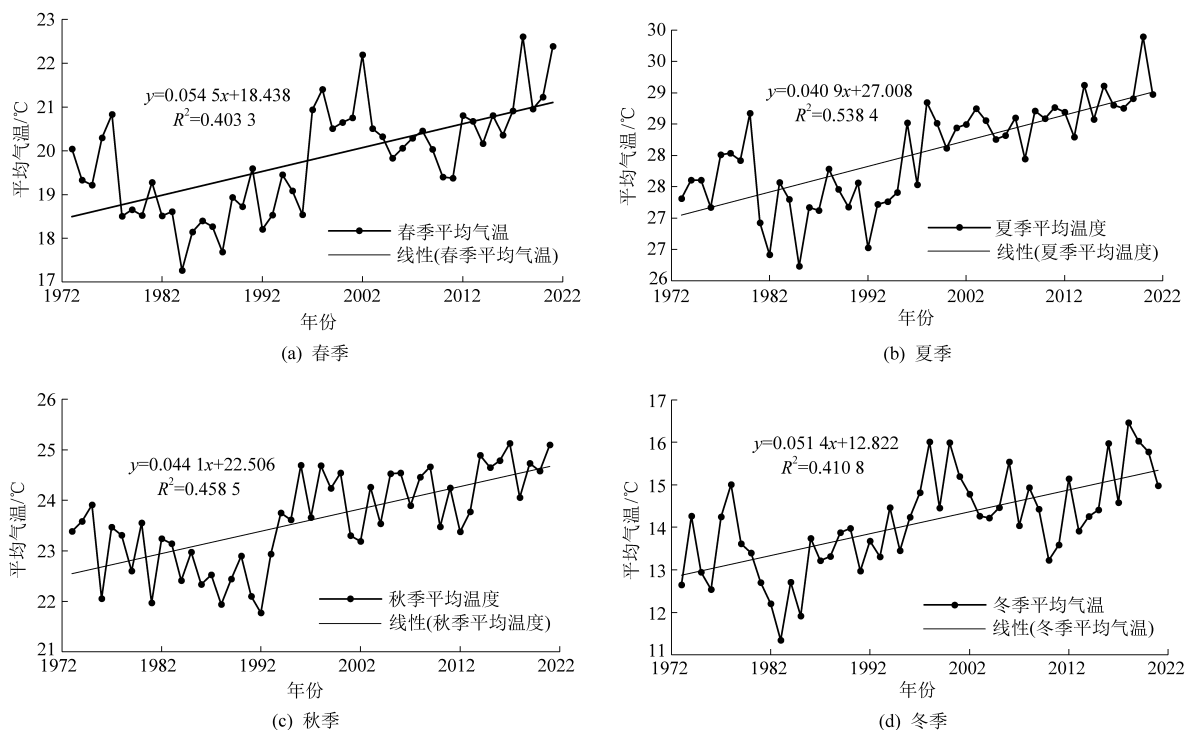 23
22
21
20
19
18
17
平均气温/℃
y=0.054 5x+18.438
R²=0.403 3
春季平均气温
线性(春季平均气温)
1972 1982 1992 2002 2012 2022
年份
(a) 春季
30
29
29
28
28
27
27
26
平均气温/℃
y=0.040 9x+27.008
R²=0.538 4
夏季平均温度
线性(夏季平均温度)
1972 1982 1992 2002 2012 2022
年份
(b) 夏季
26
25
24
23
22
21
平均气温/℃
y=0.044 1x+22.506
R²=0.458 5
秋季平均温度
线性(秋季平均温度)
1972 1982 1992 2002 2012 2022
年份
(c) 秋季
17
16
15
14
13
12
11
平均气温/℃
y=0.051 4x+12.822
R²=0.410 8
冬季平均气温
线性(冬季平均气温)
1972 1982 1992 2002 2012 2022
年份
(d) 冬季